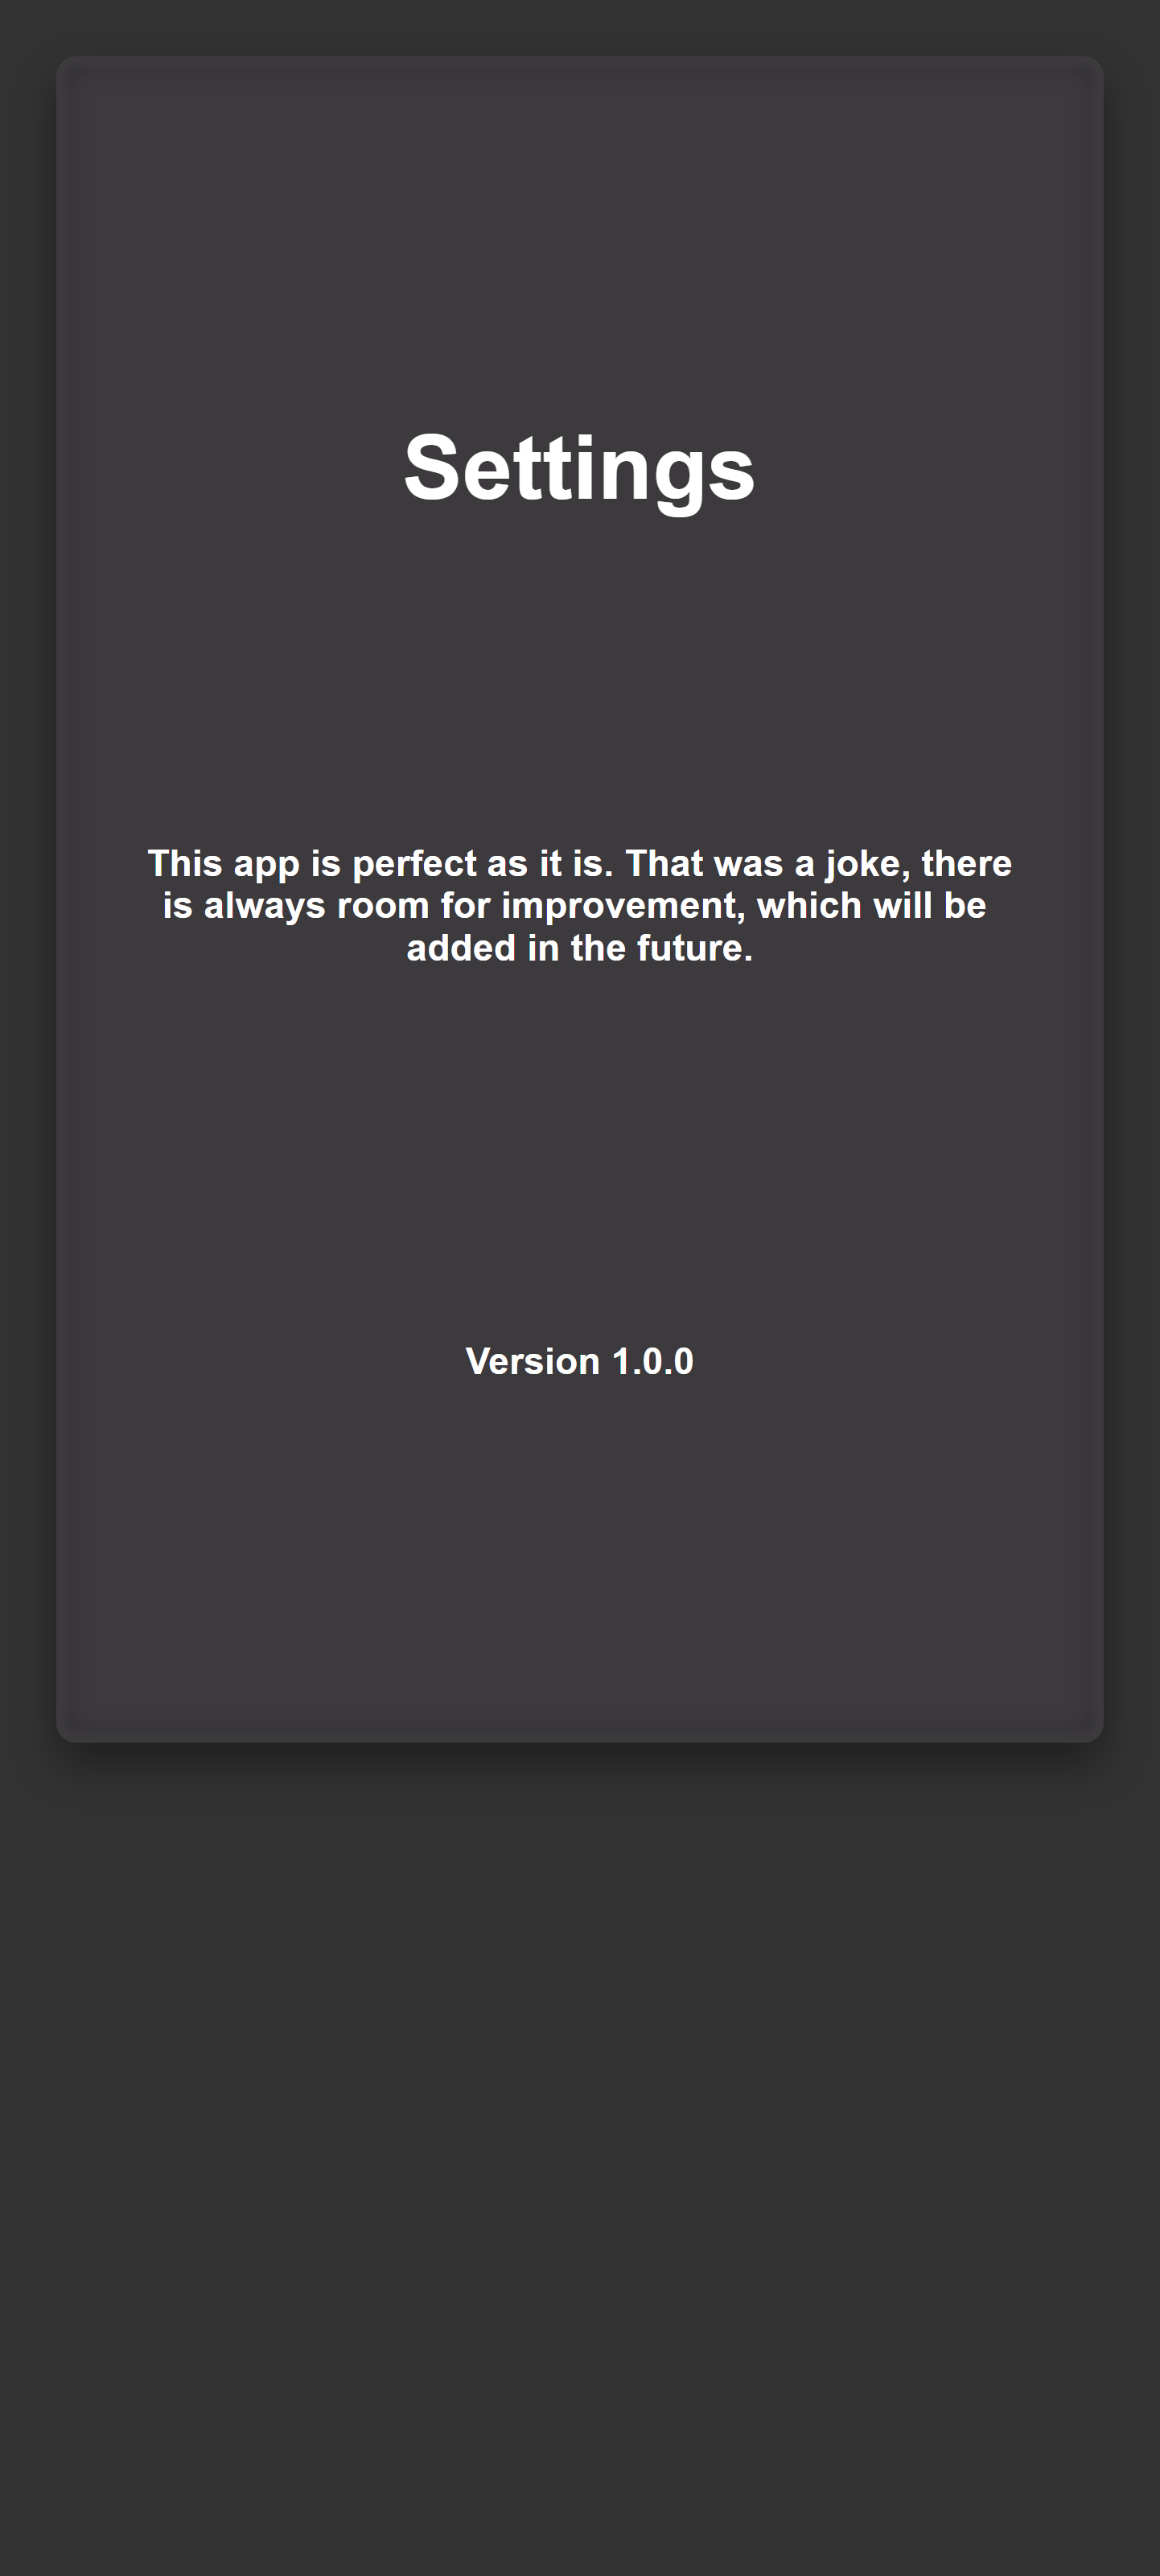 Settings
This app is perfect as it is. That was a joke, there
is always room for improvement, which will be
added in the future.
Version 1.0.0